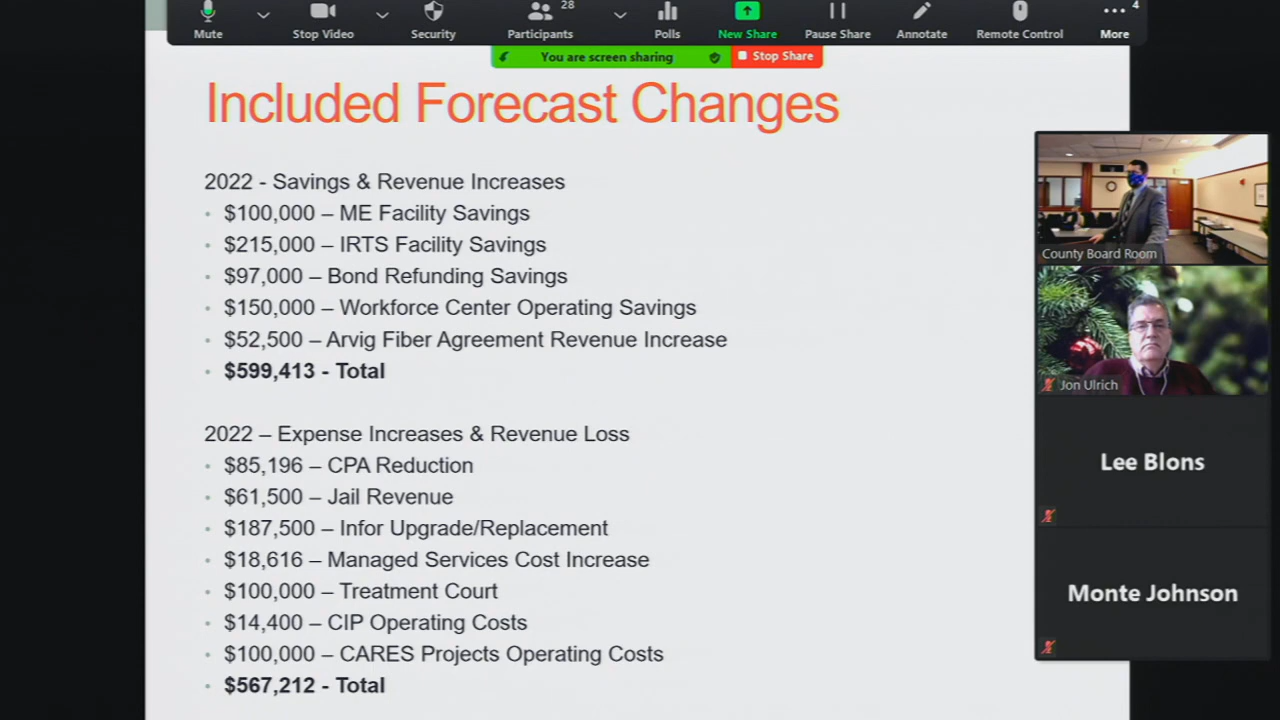 Mute
Stop Video
Security
28
Participants
Polls
New Share
Pause Share
Annotate
Remote Control
4
More
You are screen sharing
Stop Share
Included Forecast Changes
2022 - Savings & Revenue Increases
• $100,000 – ME Facility Savings
• $215,000 – IRTS Facility Savings
• $97,000 – Bond Refunding Savings
• $150,000 – Workforce Center Operating Savings
• $52,500 – Arvig Fiber Agreement Revenue Increase
• $599,413 - Total
2022 – Expense Increases & Revenue Loss
• $85,196 – CPA Reduction
• $61,500 – Jail Revenue
• $187,500 – Infor Upgrade/Replacement
• $18,616 – Managed Services Cost Increase
• $100,000 – Treatment Court
• $14,400 – CIP Operating Costs
• $100,000 – CARES Projects Operating Costs
• $567,212 - Total
County Board Room
Jon Ulrich
Lee Blons
Monte Johnson